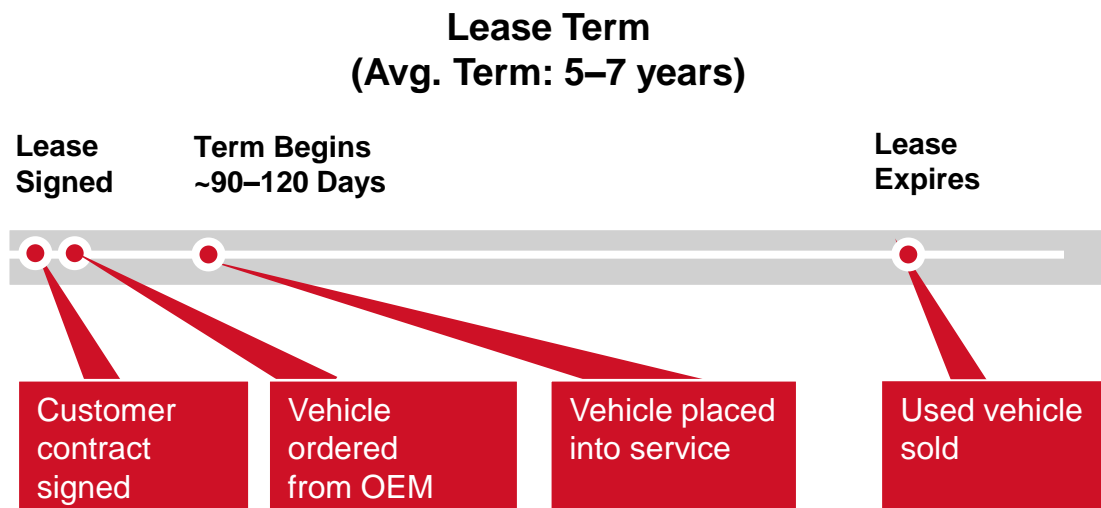 Lease Term
(Avg. Term: 5–7 years)
Lease
Signed
Term Begins
~90–120 Days
Lease
Expires
Customer
contract
signed
Vehicle
ordered
from OEM
Vehicle placed
into service
Used vehicle
sold